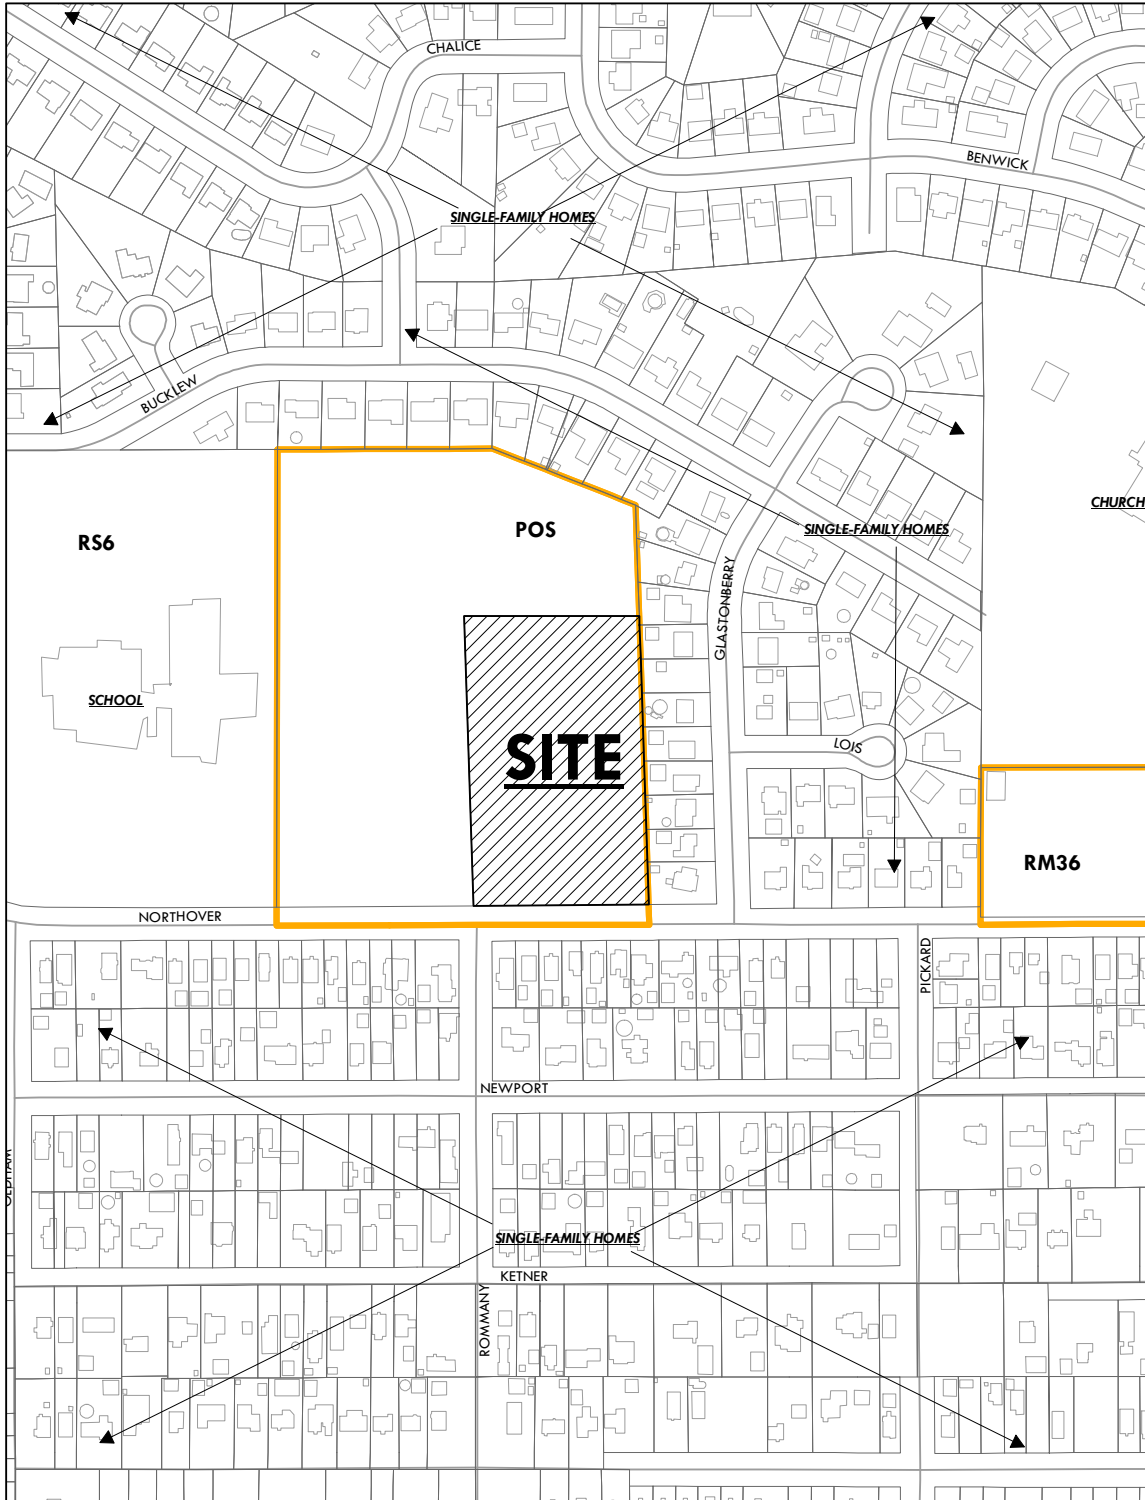 CHALICE
BENWICK
SINGLE-FAMILY HOMES
BUCKLEW
CHURCH
POS
SINGLE-FAMILY HOMES
RS6
GLASTONBERRY
SCHOOL
LOIS
SITE
RM36
NORTHOVER
PICKARD
NEWPORT
OLDHAM
SINGLE-FAMILY HOMES
KETNER
ROMMANY